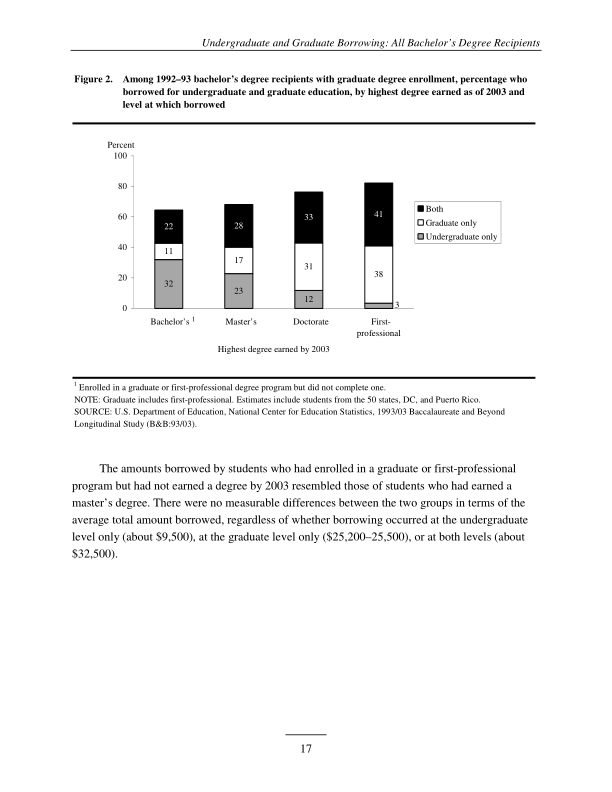 Undergraduate and Graduate Borrowing: All Bachelor's Degree Recipients
Figure 2. Among 1992–93 bachelor's degree recipients with graduate degree enrollment, percentage who
borrowed for undergraduate and graduate education, by highest degree earned as of 2003 and
level at which borrowed
Percent
100
80
60
40
20
0
22
11
32
28
17
23
33
31
12
41
38
3
Both
Graduate only
Undergraduate only
Bachelor's 1
Master's
Doctorate
First-
professional
Highest degree earned by 2003
1 Enrolled in a graduate or first-professional degree program but did not complete one.
NOTE: Graduate includes first-professional. Estimates include students from the 50 states, DC, and Puerto Rico.
SOURCE: U.S. Department of Education, National Center for Education Statistics, 1993/03 Baccalaureate and Beyond
Longitudinal Study (B&B:93/03).
The amounts borrowed by students who had enrolled in a graduate or first-professional
program but had not earned a degree by 2003 resembled those of students who had earned a
master's degree. There were no measurable differences between the two groups in terms of the
average total amount borrowed, regardless of whether borrowing occurred at the undergraduate
level only (about $9,500), at the graduate level only ($25,200–25,500), or at both levels (about
$32,500).
17